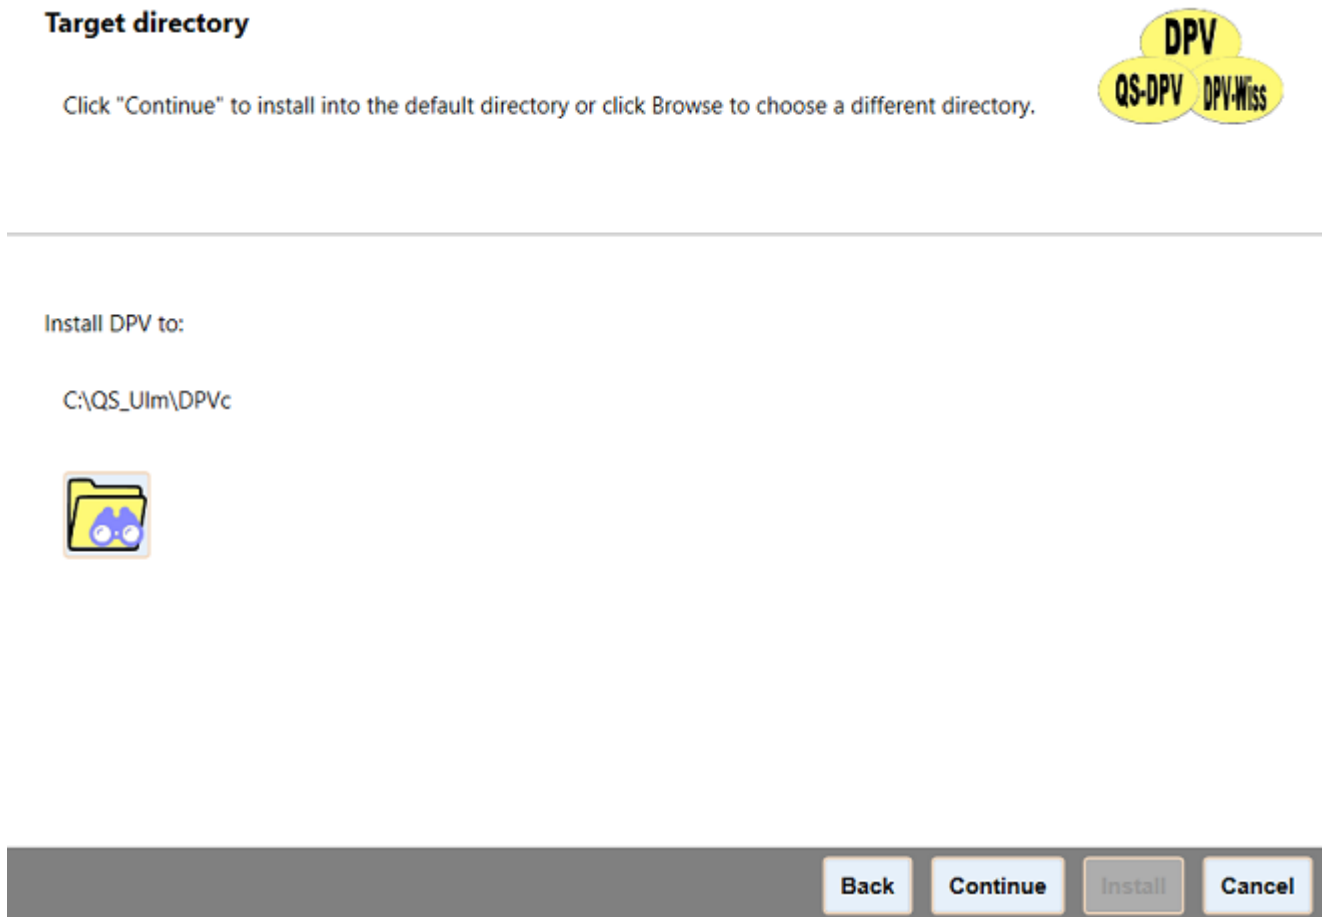 Target directory
DPV
QS-DPV DPV-Wiss
Click "Continue" to install into the default directory or click Browse to choose a different directory.
Install DPV to:
C:\QS_Ulm\DPVc
Back Continue Install Cancel